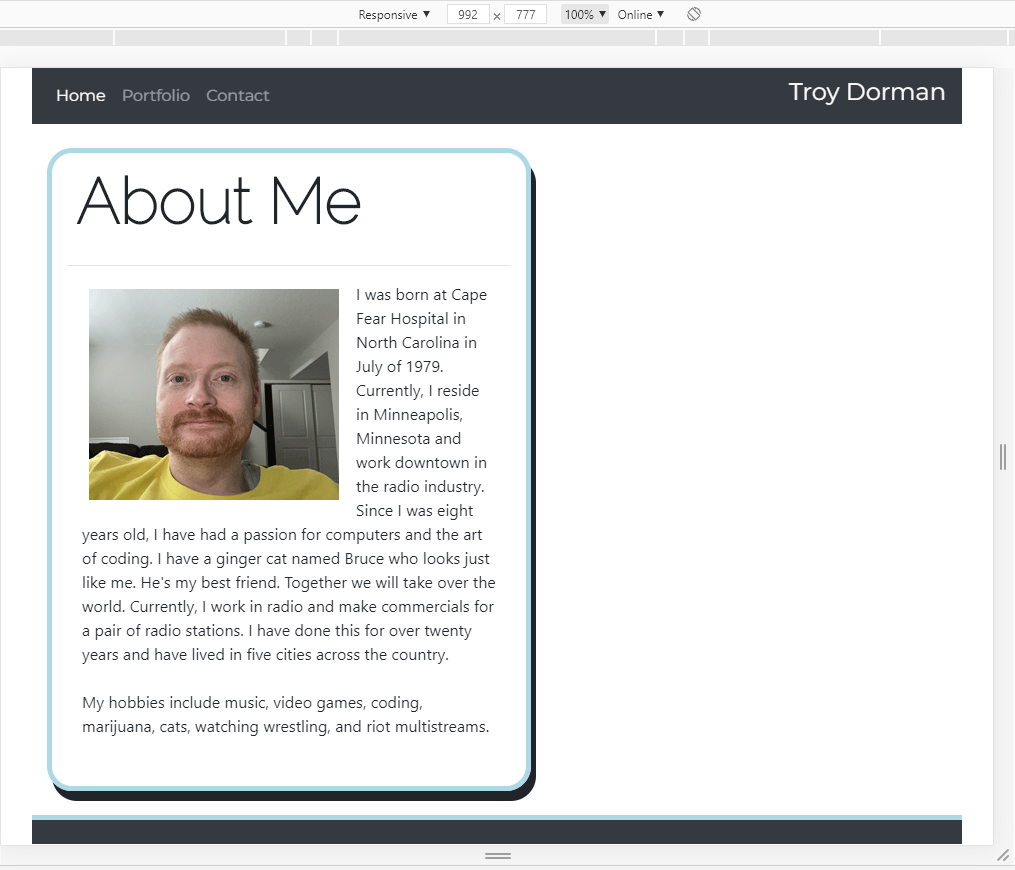 Responsive ▼ 992 × 777 100% ▼ Online ▼
Home Portfolio Contact Troy Dorman
About Me
I was born at Cape
Fear Hospital in
North Carolina in
July of 1979.
Currently, I reside
in Minneapolis,
Minnesota and
work downtown in
the radio industry.
Since I was eight
years old, I have had a passion for computers and the art
of coding. I have a ginger cat named Bruce who looks just
like me. He's my best friend. Together we will take over the
world. Currently, I work in radio and make commercials for
a pair of radio stations. I have done this for over twenty
years and have lived in five cities across the country.
My hobbies include music, video games, coding,
marijuana, cats, watching wrestling, and riot multistreams.